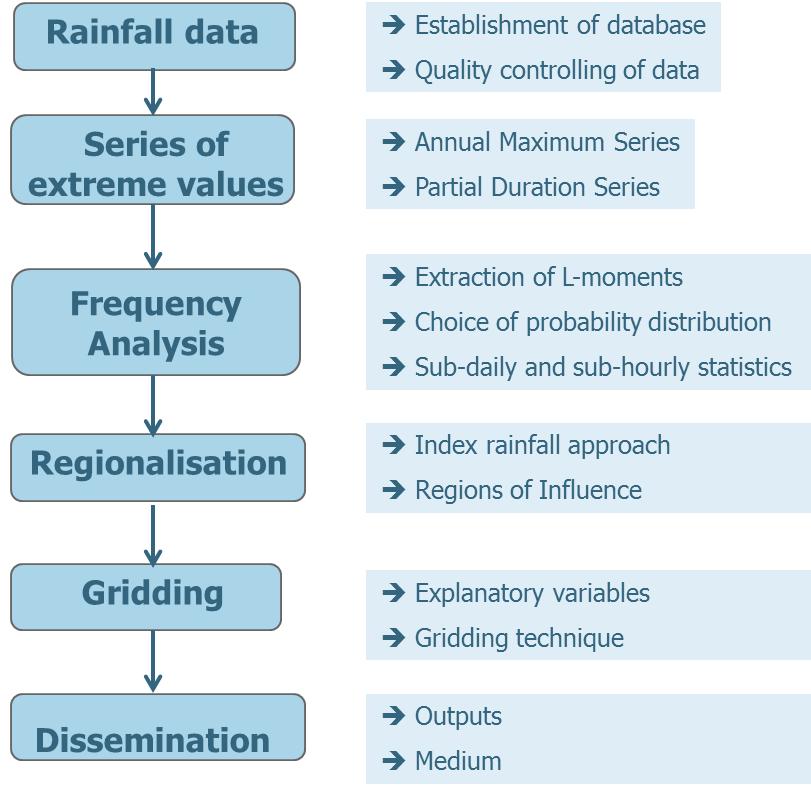 Rainfall data
→ Establishment of database
→ Quality controlling of data
Series of
extreme values
→ Annual Maximum Series
→ Partial Duration Series
Frequency
Analysis
→ Extraction of L-moments
→ Choice of probability distribution
→ Sub-daily and sub-hourly statistics
Regionalisation
→ Index rainfall approach
→ Regions of Influence
Gridding
→ Explanatory variables
→ Gridding technique
Dissemination
→ Outputs
→ Medium